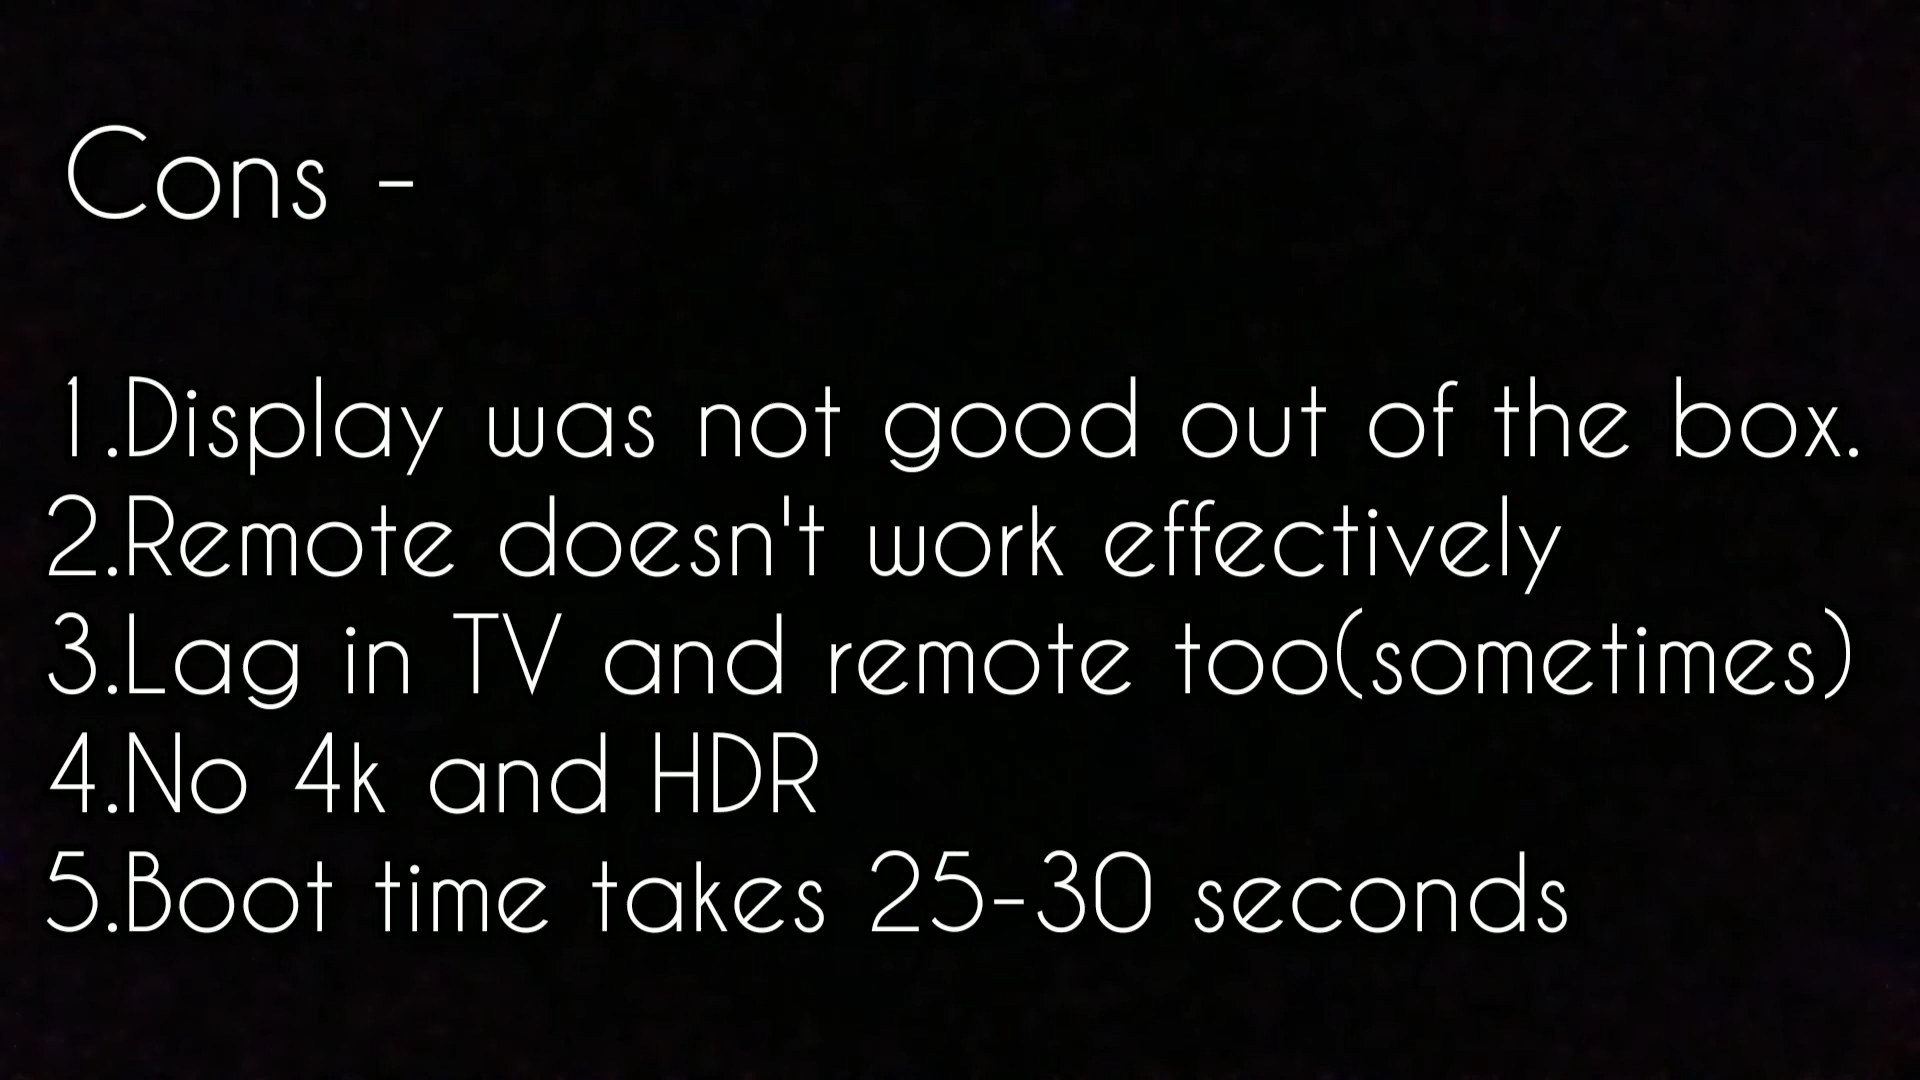 Cons -
1.Display was not good out of the box.
2.Remote doesn't work effectively
3.Lag in TV and remote too(sometimes)
4.No 4k and HDR
5.Boot time takes 25-30 seconds